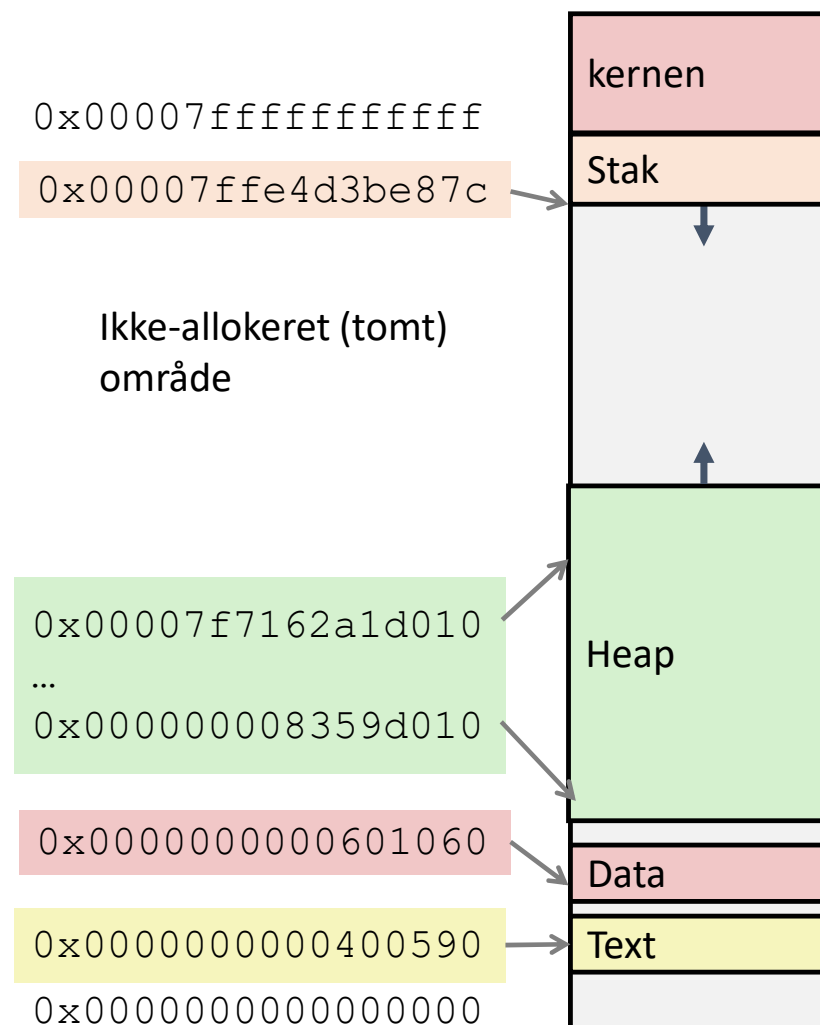 kernen
0x00007fffffffffff
Stak
0x00007ffe4d3be87c
Ikke-allokeret (tomt)
område
0x00007f7162a1d010
…
Heap
0x000000008359d010
0x0000000000601060
Data
0x0000000000400590
Text
0x0000000000000000